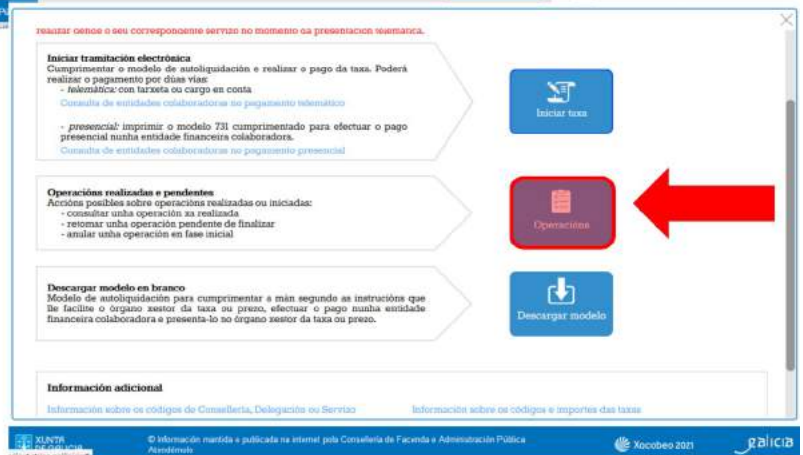 realizar dende o seu correspondente servizo no momento da presentación telemática.
Iniciar tramitación electrónica
Cumprimentar o modelo de autoliquidación e realizar o pago da taxa. Poderá
realizar o pagamento por dúas vías:
- telemática: con tarxeta ou cargo en conta
Consulta de entidades colaboradoras no pagamento telemático
- presencial: imprimir o modelo 731 cumprimentado para efectuar o pago
presencial nunha entidade financeira colaboradora.
Consulta de entidades colaboradoras no pagamento presencial
Iniciar taxa
Operacións realizadas e pendentes
Accións posibles sobre operacións realizadas ou iniciadas:
- consultar unha operación xa realizada
- retomar unha operación pendente de finalizar
- anular unha operación en fase inicial
Operacións
Descargar modelo en branco
Modelo de autoliquidación para cumprimentar a man segundo as instrucións que
lle facilite o órgano xestor da taxa ou prezo, efectuar o pago nunha entidade
financeira colaboradora e presenta-lo no órgano xestor da taxa ou prezo.
Descargar modelo
Información adicional
Información sobre os códigos de Consellería, Delegación ou Servizo
Información sobre os códigos e importes das taxas
XUNTA
DE GALICIA
© Información mantida e publicada na internet pola Consellería de Facenda e Administración Pública
Atendémolo
Xacobeo 2021
galicia